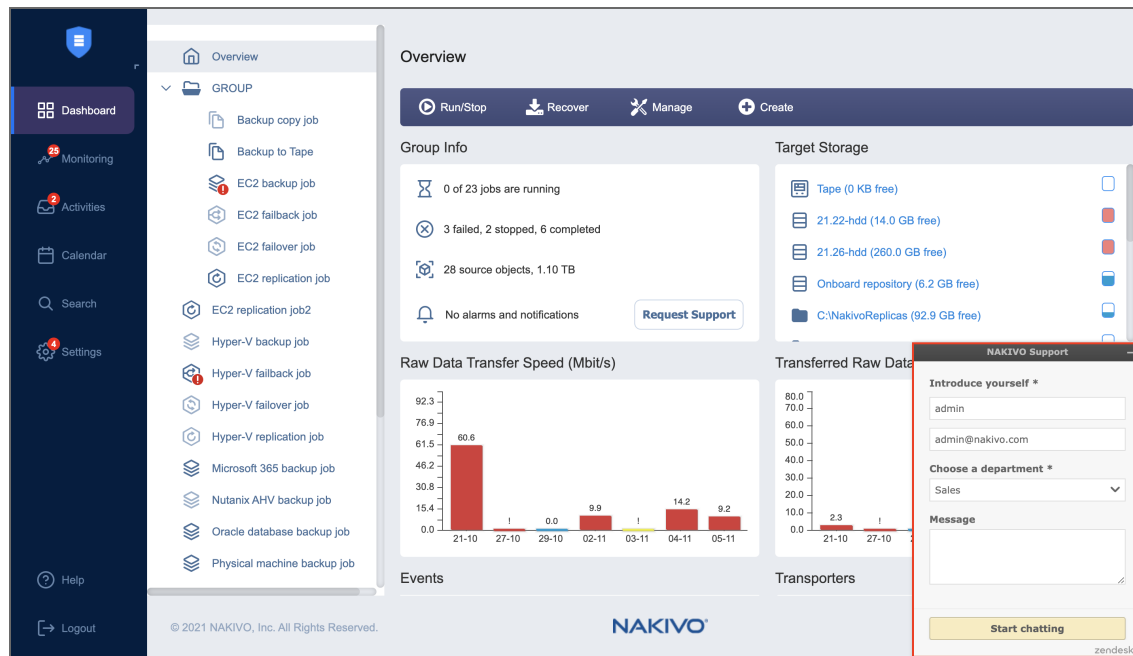 Dashboard
25
Monitoring
2
Activities
Calendar
Search
4
Settings
Help
Logout
Overview
GROUP
Backup copy job
Backup to Tape
EC2 backup job
EC2 failback job
EC2 failover job
EC2 replication job
EC2 replication job2
Hyper-V backup job
Hyper-V failback job
Hyper-V failover job
Hyper-V replication job
Microsoft 365 backup job
Nutanix AHV backup job
Oracle database backup job
Physical machine backup job
Overview
Run/Stop Recover Manage Create
Group Info
0 of 23 jobs are running
3 failed, 2 stopped, 6 completed
28 source objects, 1.10 TB
No alarms and notifications Request Support
Target Storage
Tape (0 KB free)
21.22-hdd (14.0 GB free)
21.26-hdd (260.0 GB free)
Onboard repository (6.2 GB free)
C:\NakivoReplicas (92.9 GB free)
Raw Data Transfer Speed (Mbit/s)
92.3
76.9
61.5
46.2
30.8
15.4
0.0
60.6 ! 0.0 9.9 ! 14.2 9.2
21-10 27-10 29-10 02-11 03-11 04-11 05-11
Transferred Raw Data
80.0
70.0
60.0
50.0
40.0
30.0
20.0
10.0
0.0
2.3 !
21-10 27-10
Events
Transporters
NAKIVO Support
Introduce yourself *
admin
admin@nakivo.com
Choose a department *
Sales
Message
Start chatting
zendesk
© 2021 NAKIVO, Inc. All Rights Reserved.
NAKIVO®